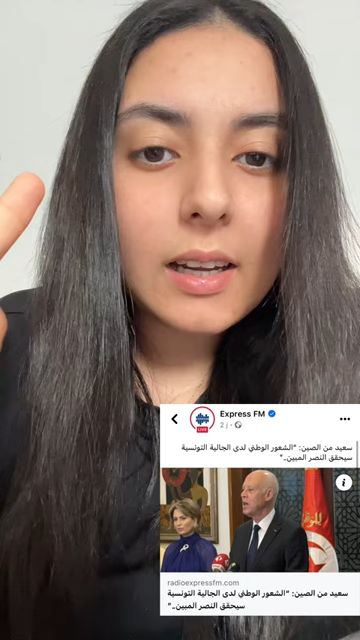 Express FM
LIVE
2 j
سعيد من الصين: "الشعور الوطني لدى الجالية التونسية
سيحقق النصر المبين.."
radioexpressfm.com
سعيد من الصين: "الشعور الوطني لدى الجالية التونسية
سيحقق النصر المبين.."